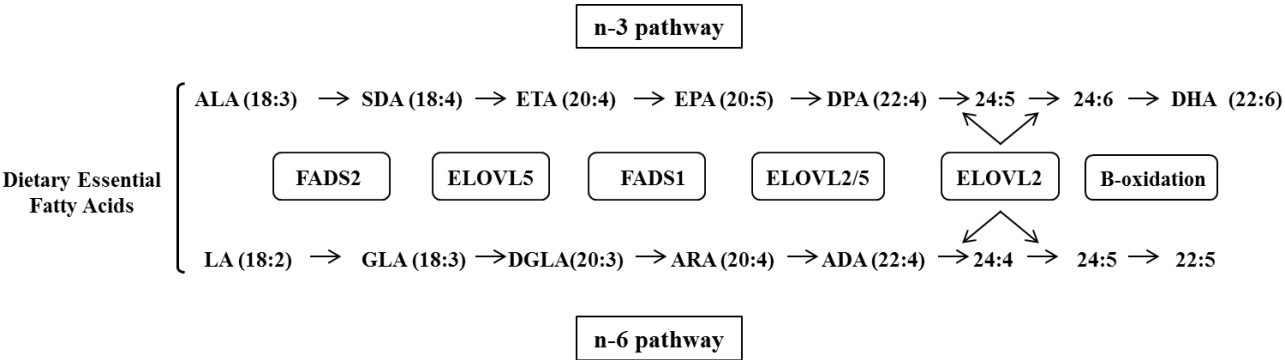 n-3 pathway
ALA (18:3) → SDA (18:4) → ETA (20:4) → EPA (20:5) → DPA (22:4) → 24:5 → 24:6 → DHA (22:6)
Dietary Essential
Fatty Acids
FADS2 ELOVL5 FADS1 ELOVL2/5 ELOVL2 B-oxidation
LA (18:2) → GLA (18:3) → DGLA(20:3) → ARA (20:4) → ADA (22:4) → 24:4 → 24:5 → 22:5
n-6 pathway